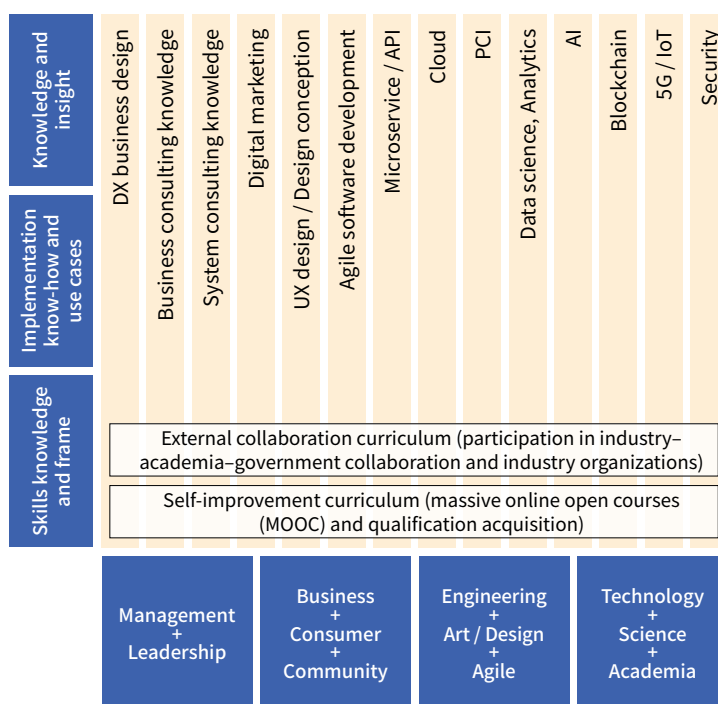 Knowledge and
insight
DX business design
Business consulting knowledge
System consulting knowledge
Digital marketing
UX design / Design conception
Agile software development
Microservice / API
Cloud
PCI
Data science, Analytics
AI
Blockchain
5G / IoT
Security
Implementation
know-how and
use cases
Skills knowledge
and frame
External collaboration curriculum (participation in industry–
academia–government collaboration and industry organizations)
Self-improvement curriculum (massive online open courses
(MOOC) and qualification acquisition)
Management
+
Leadership
Business
+
Consumer
+
Community
Engineering
+
Art / Design
+
Agile
Technology
+
Science
+
Academia